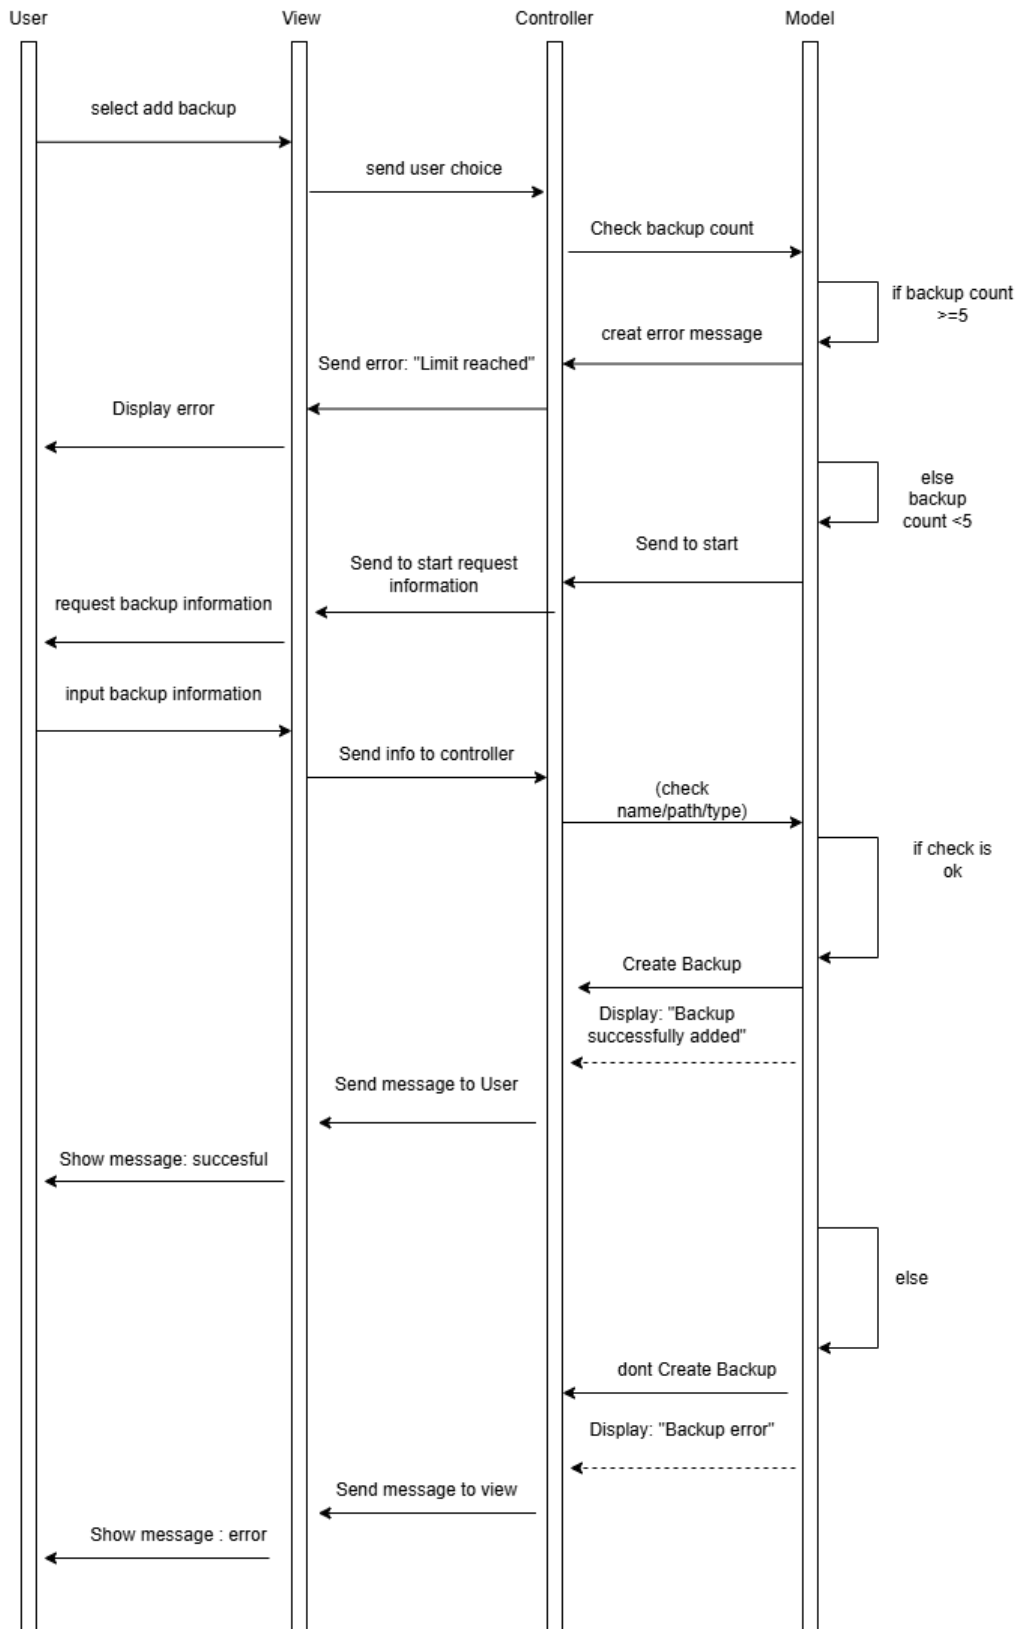 User
View
Controller
Model
select add backup
send user choice
Check backup count
if backup count
>=5
creat error message
Send error: "Limit reached"
Display error
else
backup
count <5
Send to start
Send to start request
information
request backup information
input backup information
Send info to controller
(check
name/path/type)
if check is
ok
Create Backup
Display: "Backup
successfully added"
Send message to User
Show message: succesful
else
dont Create Backup
Display: "Backup error"
Send message to view
Show message : error